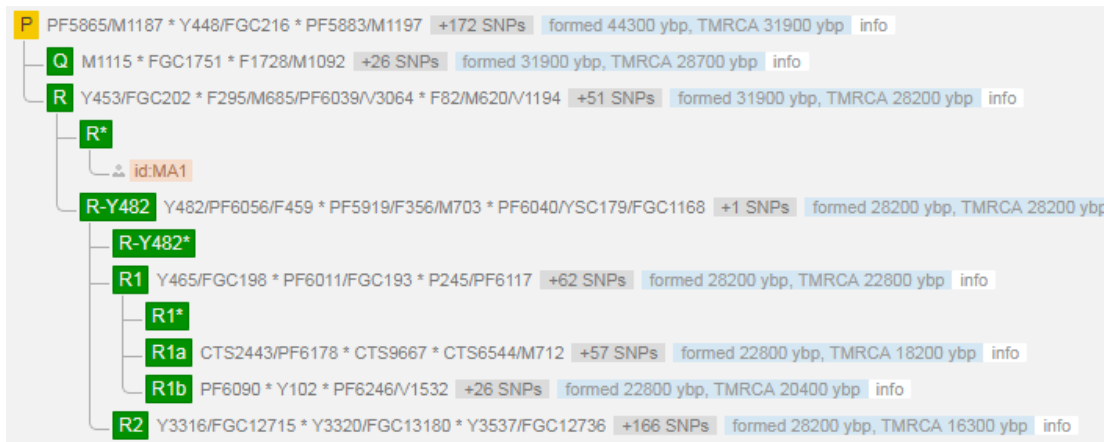 P PF5865/M1187 * Y448/FGC216 * PF5883/M1197 +172 SNPs formed 44300 ybp, TMRCA 31900 ybp info
Q M1115 * FGC1751 * F1728/M1092 +26 SNPs formed 31900 ybp, TMRCA 28700 ybp info
R Y453/FGC202 * F295/M685/PF6039/V3064 * F82/M620/V1194 +51 SNPs formed 31900 ybp, TMRCA 28200 ybp info
R*
id:MA1
R-Y482 Y482/PF6056/F459 * PF5919/F356/M703 * PF6040/YSC179/FGC1168 +1 SNPs formed 28200 ybp, TMRCA 28200 ybp
R-Y482*
R1 Y465/FGC198 * PF6011/FGC193 * P245/PF6117 +62 SNPs formed 28200 ybp, TMRCA 22800 ybp info
R1*
R1a CTS2443/PF6178 * CTS9667 * CTS6544/M712 +57 SNPs formed 22800 ybp, TMRCA 18200 ybp info
R1b PF6090 * Y102 * PF6246/V1532 +26 SNPs formed 22800 ybp, TMRCA 20400 ybp info
R2 Y3316/FGC12715 * Y3320/FGC13180 * Y3537/FGC12736 +166 SNPs formed 28200 ybp, TMRCA 16300 ybp info